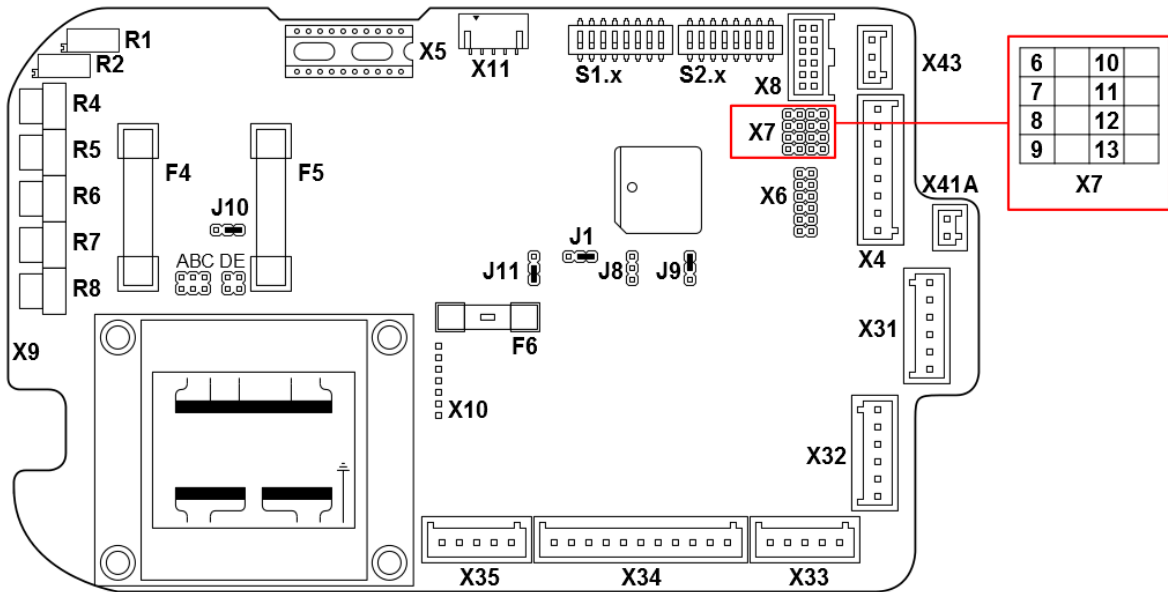 R1
R2
R4
R5
R6
R7
R8
X9
F4
F5
J10
ABC DE
X5
X11
S1.x
S2.x
X8
X43
X7
X6
X41A
X4
J11
J1
J8
J9
F6
X10
X31
X32
X35
X34
X33
6 10
7 11
8 12
9 13
X7